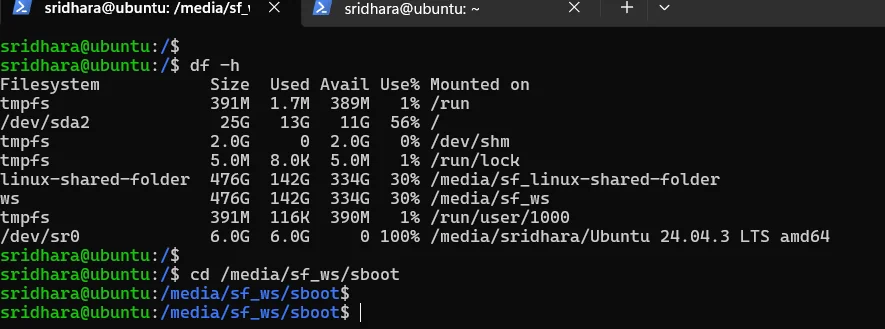 sridhara@ubuntu: /media/sf_v
sridhara@ubuntu: ~
sridhara@ubuntu:/$
sridhara@ubuntu:/$ df -h
Filesystem           Size  Used Avail Use% Mounted on
tmpfs                391M  1.7M  389M   1% /run
/dev/sda2             25G   13G   11G  56% /
tmpfs                2.0G     0  2.0G   0% /dev/shm
tmpfs                5.0M  8.0K  5.0M   1% /run/lock
linux-shared-folder  476G  142G  334G  30% /media/sf_linux-shared-folder
ws                   476G  142G  334G  30% /media/sf_ws
tmpfs                391M  116K  390M   1% /run/user/1000
/dev/sr0             6.0G  6.0G     0 100% /media/sridhara/Ubuntu 24.04.3 LTS amd64
sridhara@ubuntu:/$
sridhara@ubuntu:/$ cd /media/sf_ws/sboot
sridhara@ubuntu:/media/sf_ws/sboot$
sridhara@ubuntu:/media/sf_ws/sboot$